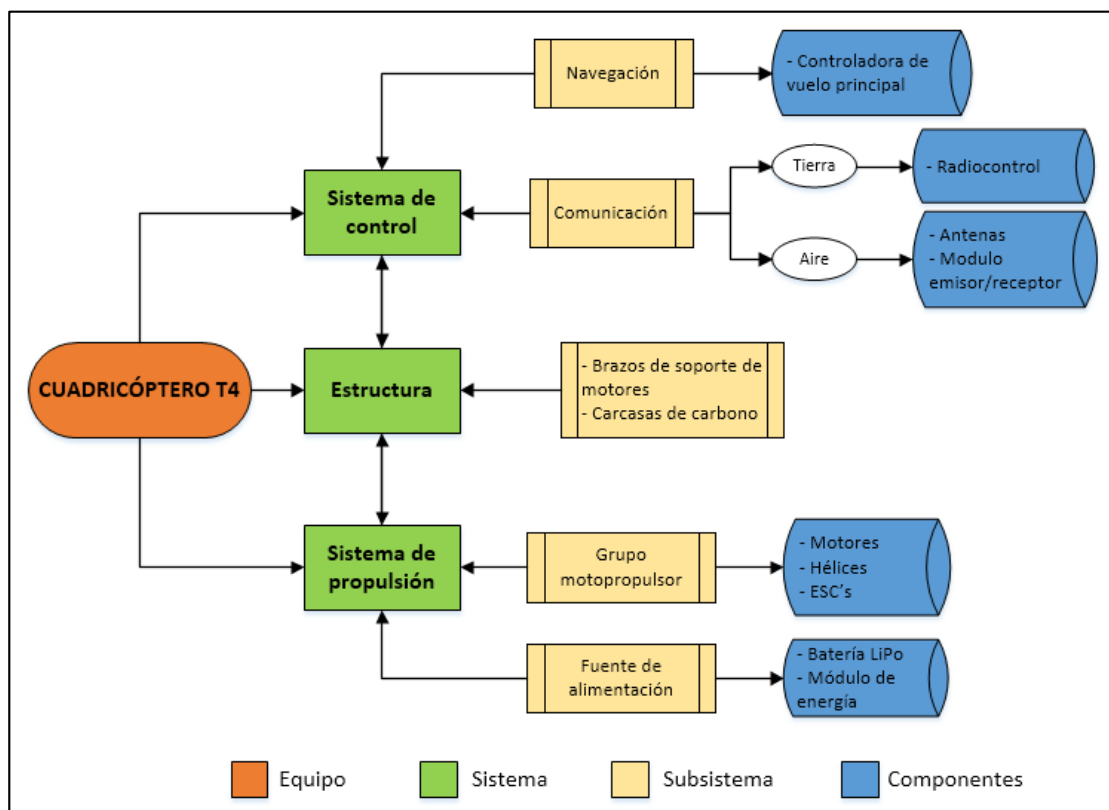 Navegación
- Controladora de
vuelo principal
Sistema de
control
Comunicación
Tierra
- Radiocontrol
Aire
- Antenas
- Modulo
emisor/receptor
CUADRICÓPTERO T4
Estructura
- Brazos de soporte de
motores
- Carcasas de carbono
Sistema de
propulsión
Grupo
motopropulsor
- Motores
- Hélices
- ESC’s
Fuente de
alimentación
- Batería LiPo
- Módulo de
energía
Equipo
Sistema
Subsistema
Componentes